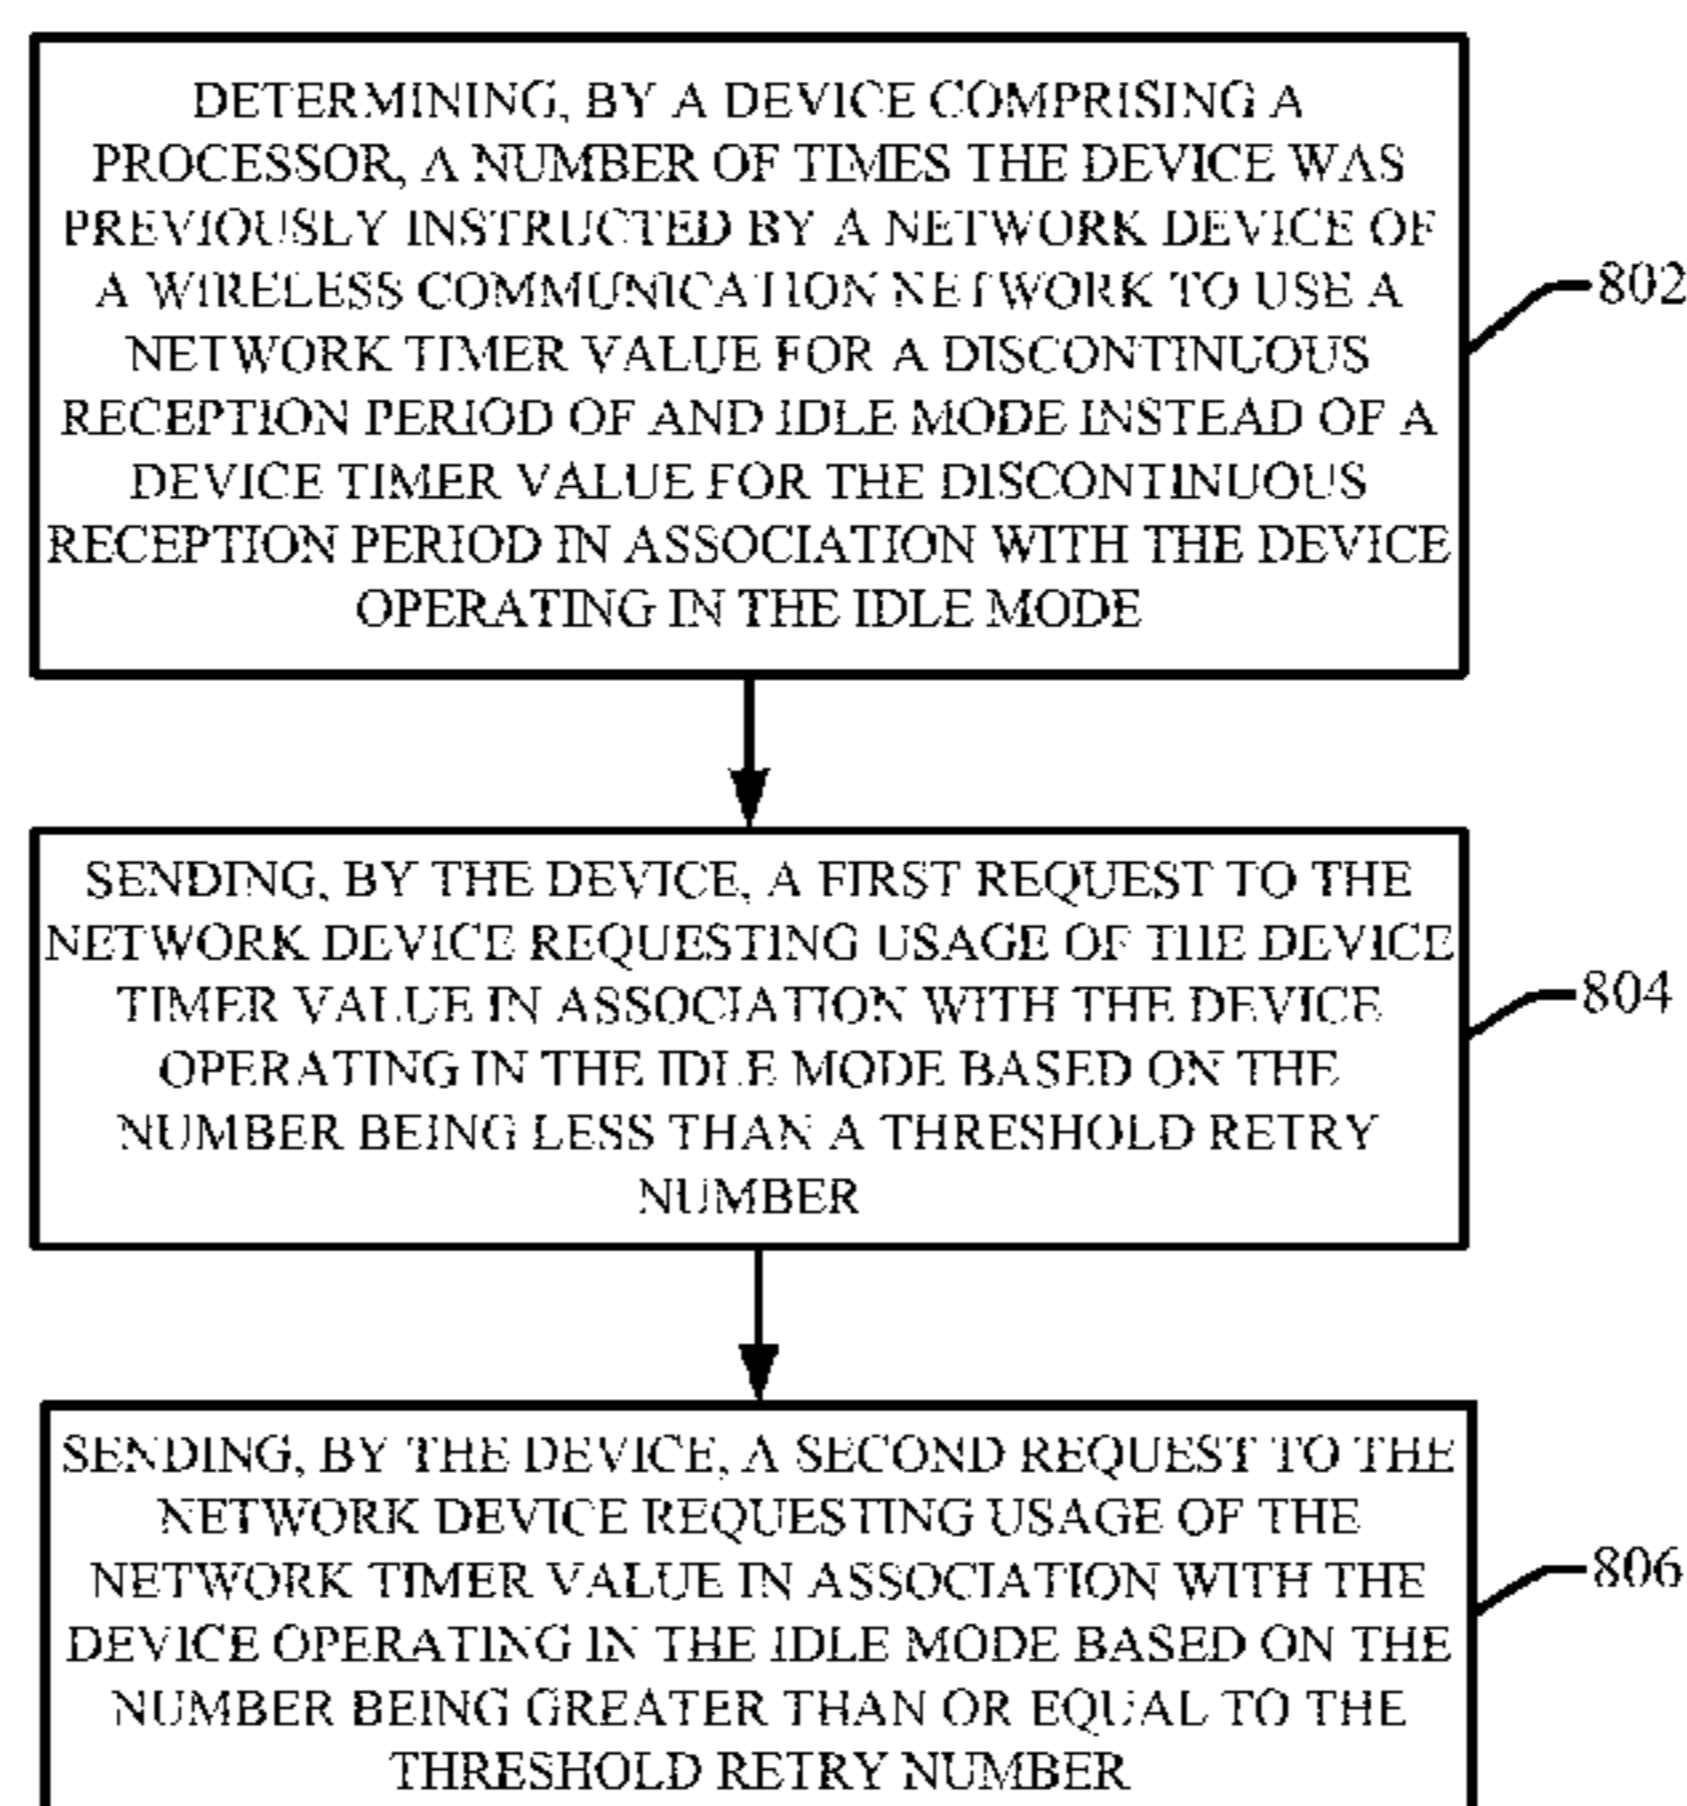 DETERMINING, BY A DEVICE COMPRISING A
PROCESSOR, A NUMBER OF TIMES THE DEVICE WAS
PREVIOUSLY INSTRUCTED BY A NETWORK DEVICE OF
A WIRELESS COMMUNICATION NETWORK TO USE A
NETWORK TIMER VALUE FOR A DISCONTINUOUS
RECEPTION PERIOD OF AND IDLE MODE INSTEAD OF A
DEVICE TIMER VALUE FOR THE DISCONTINUOUS
RECEPTION PERIOD IN ASSOCIATION WITH THE DEVICE
OPERATING IN THE IDLE MODE
802
SENDING, BY THE DEVICE, A FIRST REQUEST TO THE
NETWORK DEVICE REQUESTING USAGE OF THE DEVICE
TIMER VALUE IN ASSOCIATION WITH THE DEVICE
OPERATING IN THE IDLE MODE BASED ON THE
NUMBER BEING LESS THAN A THRESHOLD RETRY
NUMBER
804
SENDING, BY THE DEVICE, A SECOND REQUEST TO THE
NETWORK DEVICE REQUESTING USAGE OF THE
NETWORK TIMER VALUE IN ASSOCIATION WITH THE
DEVICE OPERATING IN THE IDLE MODE BASED ON THE
NUMBER BEING GREATER THAN OR EQUAL TO THE
THRESHOLD RETRY NUMBER
806